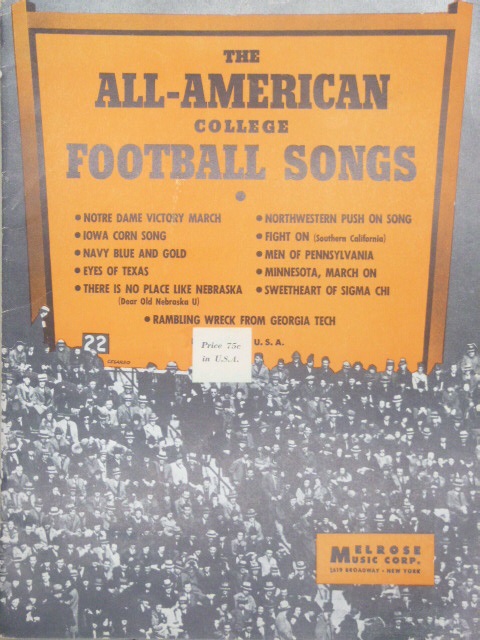 THE
ALL-AMERICAN
COLLEGE
FOOTBALL SONGS
•
• NOTRE DAME VICTORY MARCH
• IOWA CORN SONG
• NAVY BLUE AND GOLD
• EYES OF TEXAS
• THERE IS NO PLACE LIKE NEBRASKA
(Dear Old Nebraska U)
• NORTHWESTERN PUSH ON SONG
• FIGHT ON (Southern California)
• MEN OF PENNSYLVANIA
• MINNESOTA, MARCH ON
• SWEETHEART OF SIGMA CHI
• RAMBLING WRECK FROM GEORGIA TECH
U.S.A.
Price 75c
in U.S.A.
22
MELROSE
MUSIC CORP.
1619 BROADWAY • NEW YORK